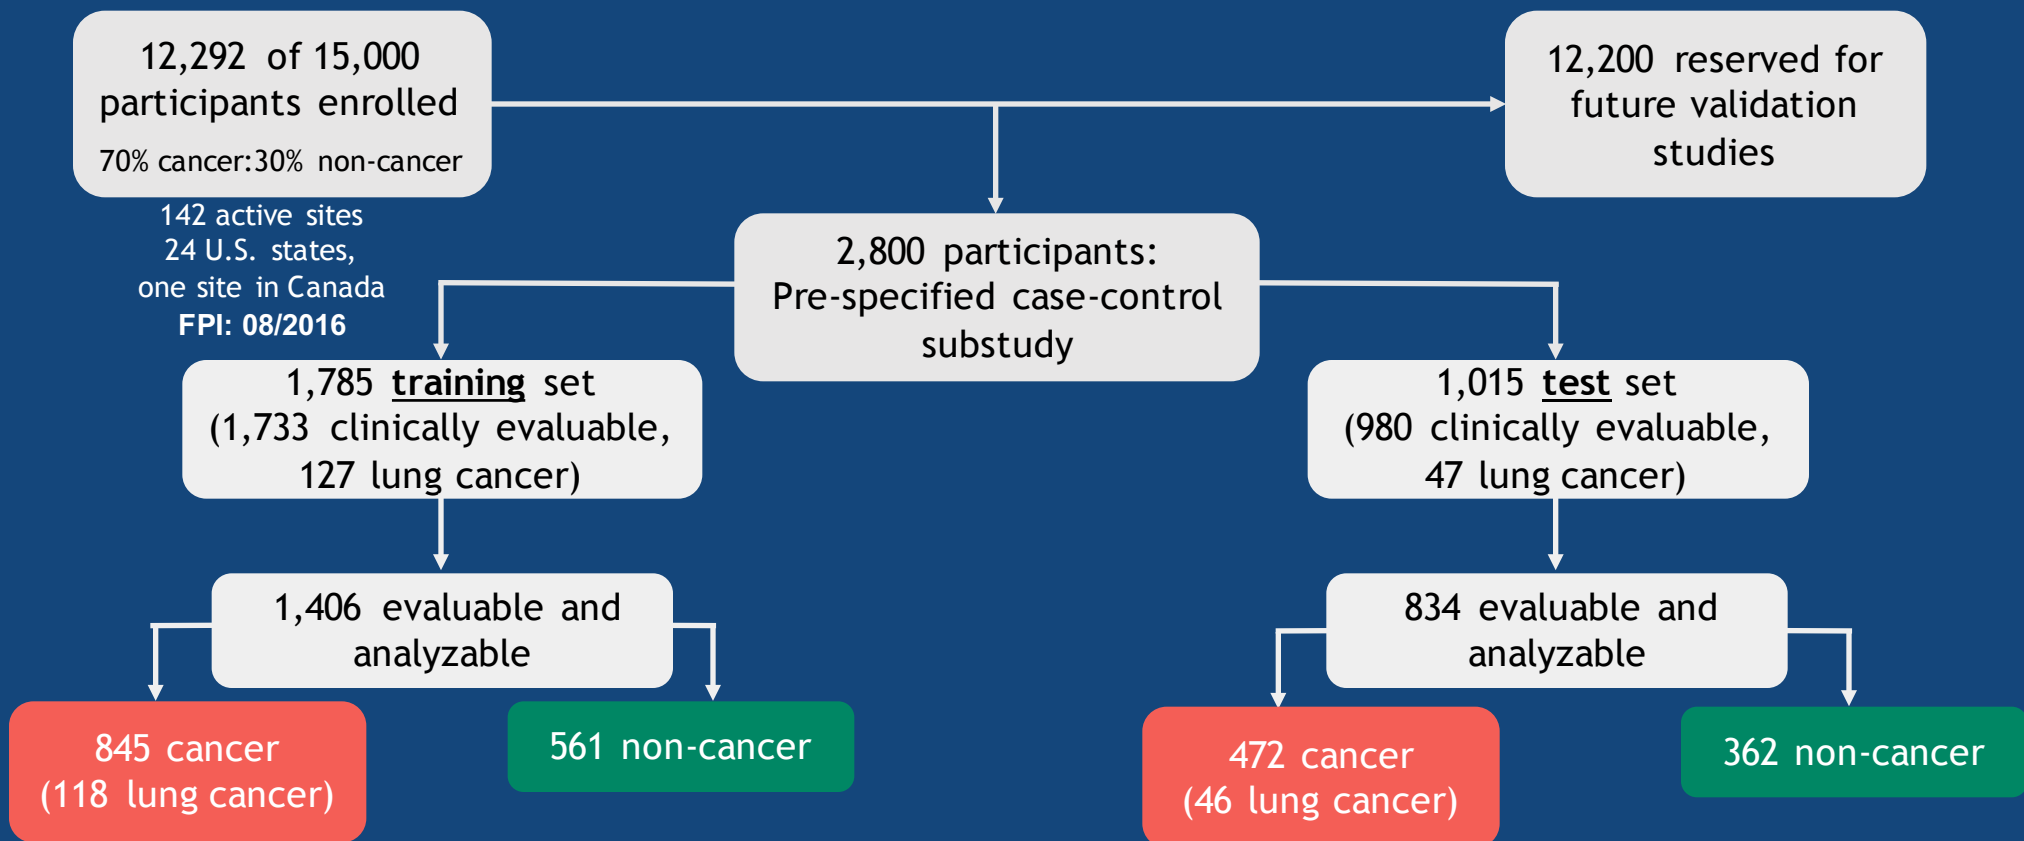 12,292 of 15,000
participants enrolled
70% cancer:30% non-cancer
142 active sites
24 U.S. states,
one site in Canada
FPI: 08/2016
12,200 reserved for
future validation
studies
2,800 participants:
Pre-specified case-control
substudy
1,785 training set
(1,733 clinically evaluable,
127 lung cancer)
1,015 test set
(980 clinically evaluable,
47 lung cancer)
1,406 evaluable and
analyzable
834 evaluable and
analyzable
845 cancer
(118 lung cancer)
561 non-cancer
472 cancer
(46 lung cancer)
362 non-cancer